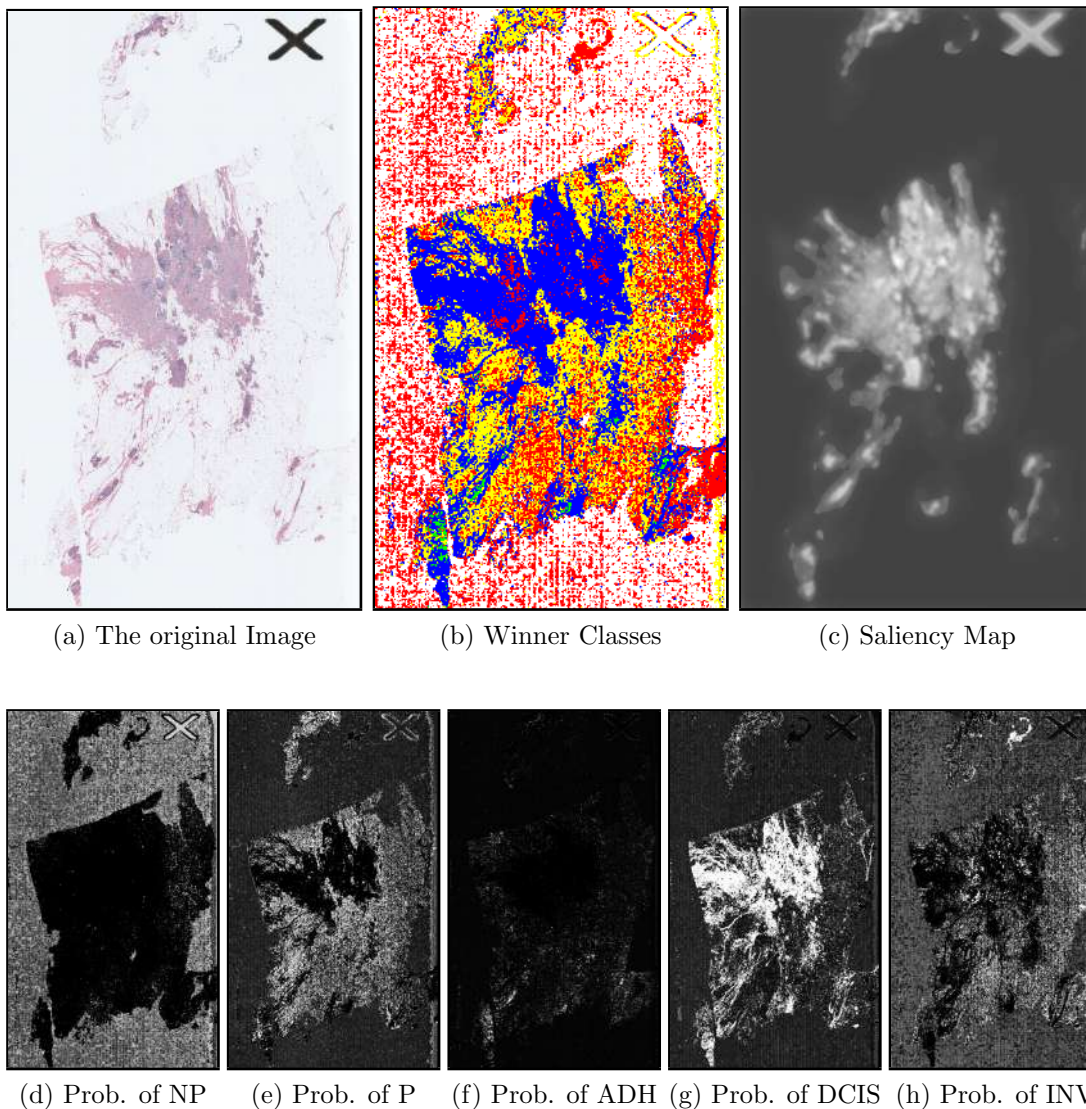 (a) The original Image
(b) Winner Classes
(c) Saliency Map
(d) Prob. of NP
(e) Prob. of P
(f) Prob. of ADH
(g) Prob. of DCIS
(h) Prob. of INV